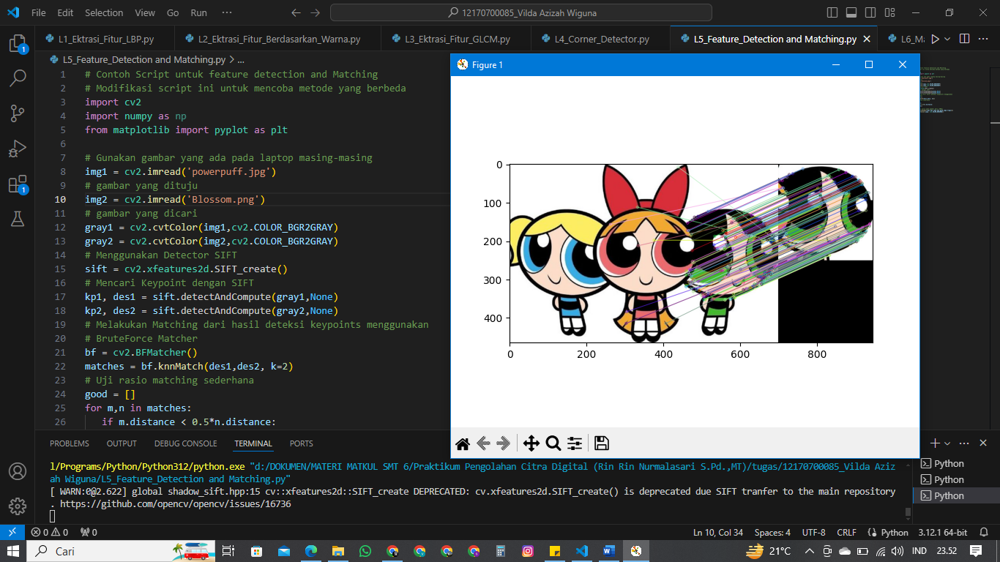 File Edit Selection View Go Run ··· 12170700085_Vilda Azizah Wiguna
L1_Ektrasi_Fitur_LBP.py L2_Ektrasi_Fitur_Berdasarkan_Warna.py L3_Ektrasi_Fitur_GLCM.py L4_Corner_Detector.py L5_Feature_Detection and Matching.py
L5_Feature_Detection and Matching.py > ...
1 # Contoh Script untuk feature detection and Matching
2 # Modifikasi script ini untuk mencoba metode yang berbeda
3 import cv2
4 import numpy as np
5 from matplotlib import pyplot as plt
6
7 # Gunakan gambar yang ada pada laptop masing-masing
8 img1 = cv2.imread('powerpuff.jpg')
9 # gambar yang dituju
10 img2 = cv2.imread('Blossom.png')
11 # gambar yang dicari
12 gray1 = cv2.cvtColor(img1,cv2.COLOR_BGR2GRAY)
13 gray2 = cv2.cvtColor(img2,cv2.COLOR_BGR2GRAY)
14 # Menggunakan Detector SIFT
15 sift = cv2.xfeatures2d.SIFT_create()
16 # Mencari Keypoint dengan SIFT
17 kp1, des1 = sift.detectAndCompute(gray1,None)
18 kp2, des2 = sift.detectAndCompute(gray2,None)
19 # Melakukan Matching dari hasil deteksi keypoints menggunakan
20 # BruteForce Matcher
21 bf = cv2.BFMatcher()
22 matches = bf.knnMatch(des1,des2, k=2)
23 # Uji rasio matching sederhana
24 good = []
25 for m,n in matches:
26 if m.distance < 0.5*n.distance:
Figure 1
0
100
200
300
400
0 200 400 600 800
PROBLEMS OUTPUT DEBUG CONSOLE TERMINAL PORTS
l/Programs/Python/Python312/python.exe "d:/DOKUMEN/MATERI MATKUL SMT 6/Praktikum Pengolahan Citra Digital (Rin Rin Nurmalasari S.Pd.,MT)/tugas/12170700085_Vilda Aziz
ah Wiguna/L5_Feature_Detection and Matching.py"
[ WARN:0@2.622] global shadow_sift.hpp:15 cv::xfeatures2d::SIFT_create DEPRECATED: cv.xfeatures2d.SIFT_create() is deprecated due SIFT tranfer to the main repository
. https://github.com/opencv/opencv/issues/16736
Python
Python
Python
1
1
0 0 0 Ln 10, Col 34 Spaces: 4 UTF-8 CRLF Python 3.12.1 64-bit
Cari 21°C IND 23.52